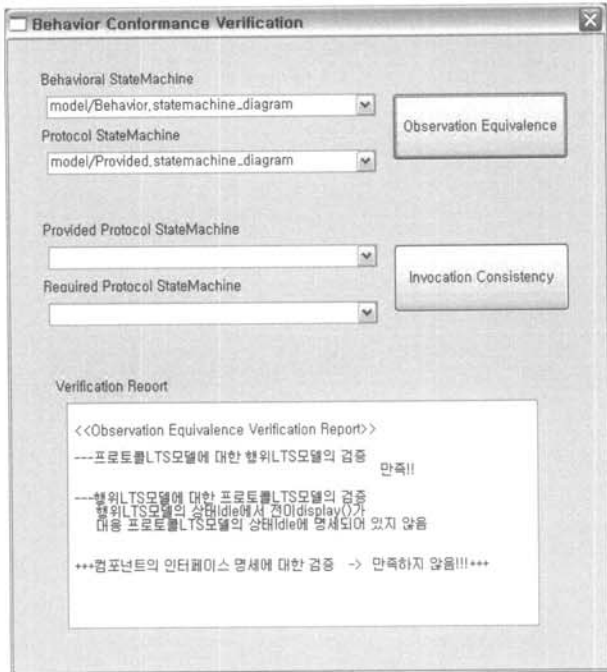 Behavior Conformance Verification
Behavioral StateMachine
model/Behavior.statemachine_diagram
Observation Equivalence
Protocol StateMachine
model/Provided.statemachine_diagram
Provided Protocol StateMachine
Invocation Consistency
Required Protocol StateMachine
Verification Report
<<Observation Equivalence Verification Report>>
---프로토콜LTS모델에 대한 행위LTS모델의 검증
만족!!
---행위LTS모델에 대한 프로토콜LTS모델의 검증
행위LTS모델의 상태Idle에서 전이display()가
대응 프로토콜LTS모델의 상태Idle에 명세되어 있지 않음
+++컴포넌트의 인터페이스 명세에 대한 검증 -> 만족하지 않음!!!+++